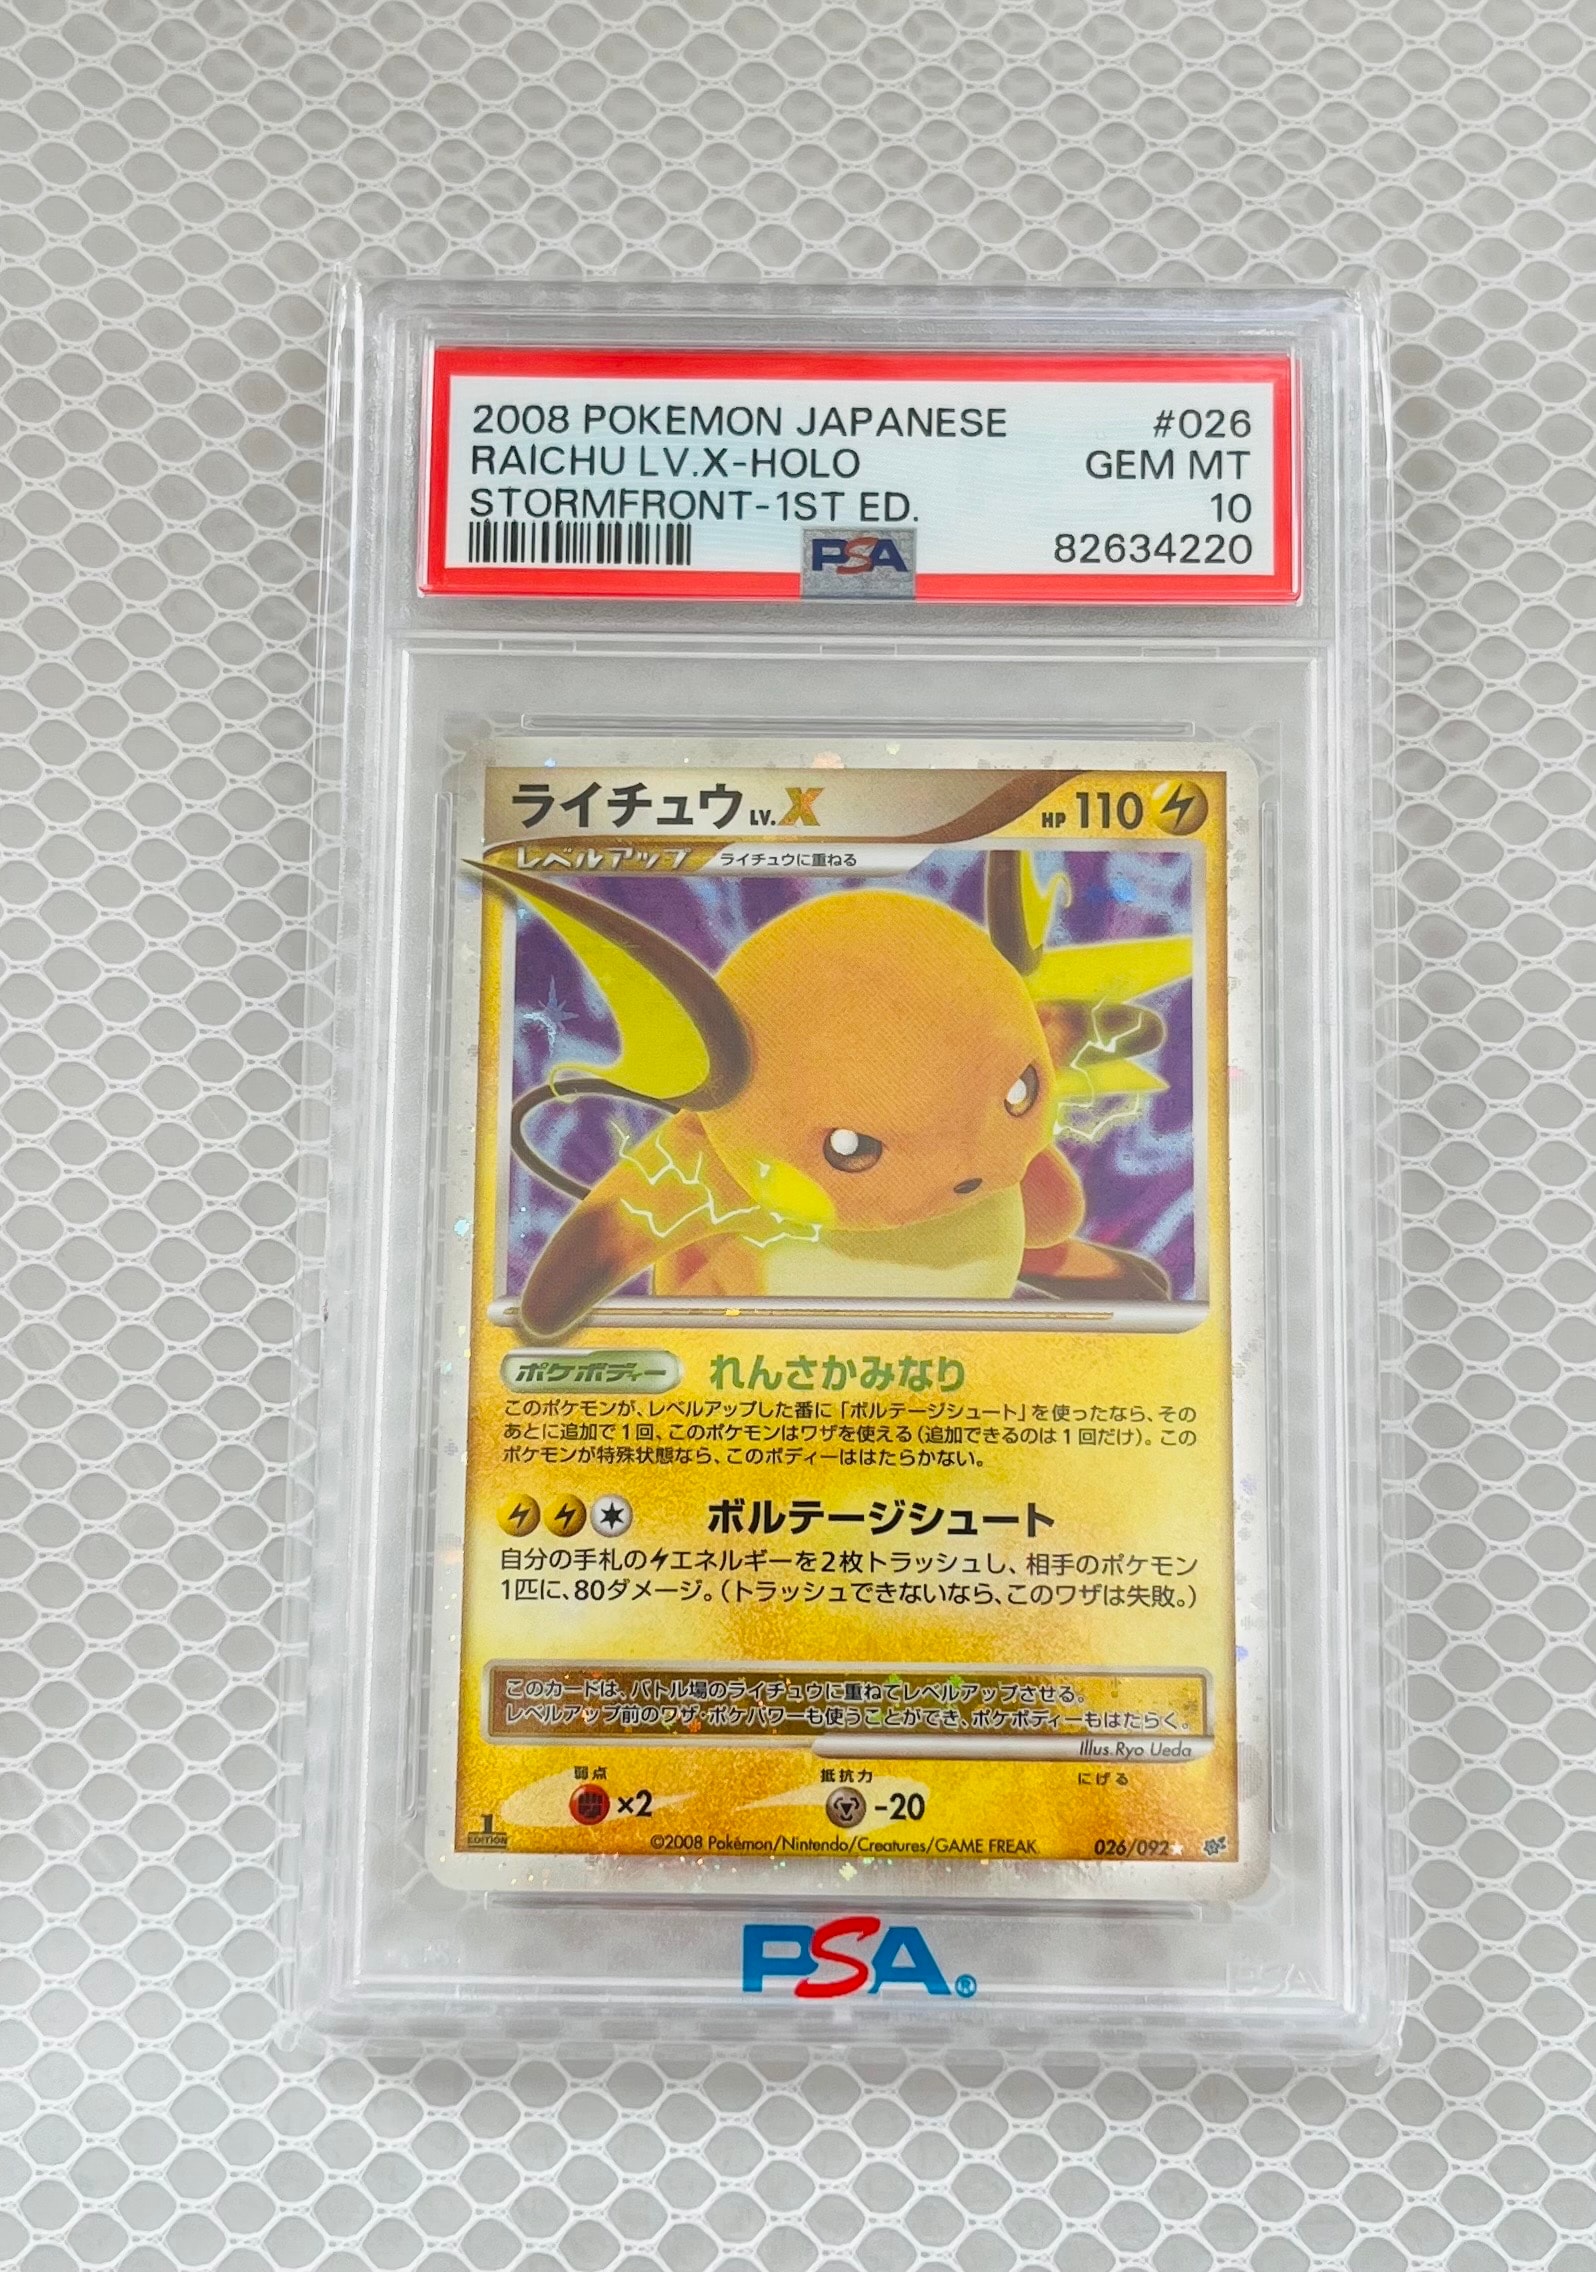 2008 POKEMON JAPANESE #026
RAICHU LV.X-HOLO GEM MT
STORMFRONT-1ST ED. 10
PSA 82634220
ライチュウ LV.X HP 110
レベルアップ ライチュウに重ねる
ポケボディー れんさかみなり
このポケモンが、レベルアップした番に「ボルテージシュート」を使ったなら、その
あとに追加で1回、このポケモンはワザを使える(追加できるのは1回だけ)。この
ポケモンが特殊状態なら、このボディーははたらかない。
ボルテージシュート
自分の手札のエネルギーを2枚トラッシュし、相手のポケモン
1匹に、80ダメージ。(トラッシュできないなら、このワザは失敗。)
このカードは、バトル場のライチュウに重ねてレベルアップさせる。
レベルアップ前のワザ・ポケパワーも使うことができ、ポケボディーもはたらく。
Illus. Ryo Ueda
弱点 抵抗力 にげる
×2 -20
1 EDITION
©2008 Pokémon/Nintendo/Creatures/GAME FREAK 026/092★
PSA®